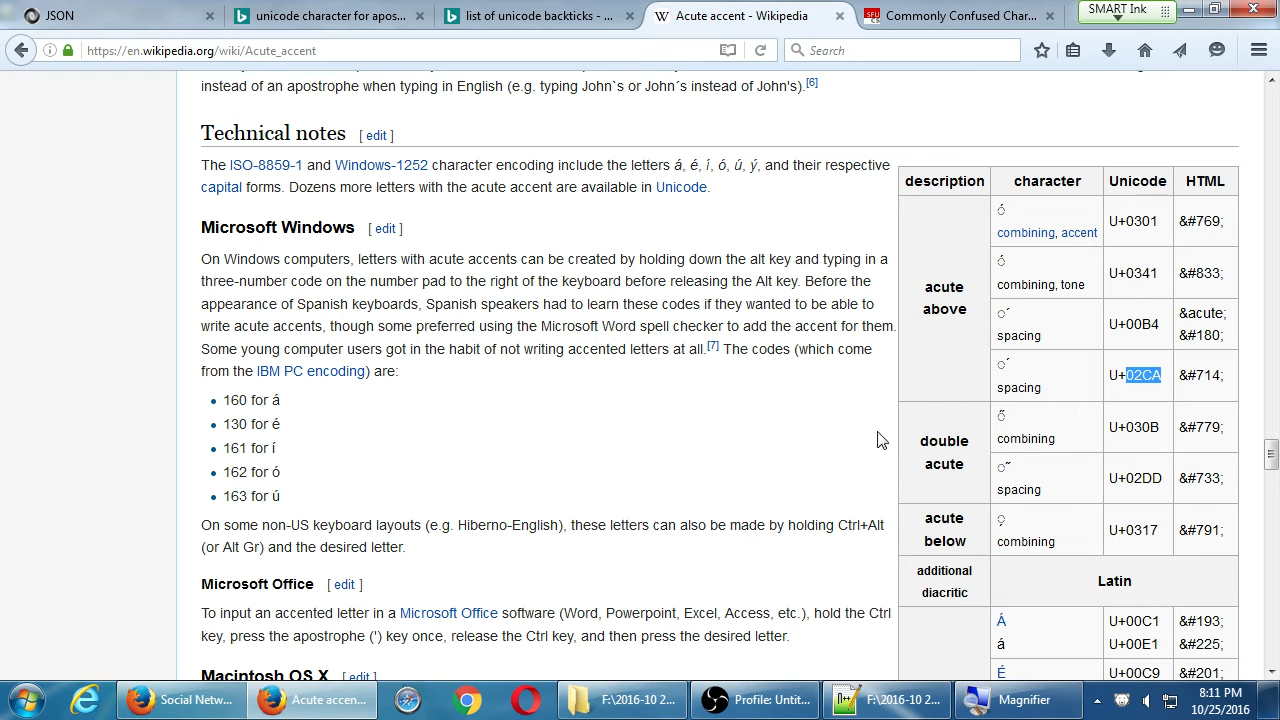 JSON
unicode character for apos...
list of unicode backticks - ...
Acute accent - Wikipedia
Commonly Confused Char...
SMART Ink
https://en.wikipedia.org/wiki/Acute_accent
Search
instead of an apostrophe when typing in English (e.g. typing John`s or John´s instead of John's).[6]
Technical notes [ edit ]
The ISO-8859-1 and Windows-1252 character encoding include the letters á, é, í, ó, ú, ý, and their respective
capital forms. Dozens more letters with the acute accent are available in Unicode.
Microsoft Windows [ edit ]
On Windows computers, letters with acute accents can be created by holding down the alt key and typing in a
three-number code on the number pad to the right of the keyboard before releasing the Alt key. Before the
appearance of Spanish keyboards, Spanish speakers had to learn these codes if they wanted to be able to
write acute accents, though some preferred using the Microsoft Word spell checker to add the accent for them.
Some young computer users got in the habit of not writing accented letters at all.[7] The codes (which come
from the IBM PC encoding) are:
• 160 for á
• 130 for é
• 161 for í
• 162 for ó
• 163 for ú
On some non-US keyboard layouts (e.g. Hiberno-English), these letters can also be made by holding Ctrl+Alt
(or Alt Gr) and the desired letter.
Microsoft Office [ edit ]
To input an accented letter in a Microsoft Office software (Word, Powerpoint, Excel, Access, etc.), hold the Ctrl
key, press the apostrophe (') key once, release the Ctrl key, and then press the desired letter.
Macintosh OS X [ edit ]
description character Unicode HTML
acute above
◌́ combining, accent U+0301 &#769;
◌́ combining, tone U+0341 &#833;
◌´ spacing U+00B4 &acute; &#180;
◌ˊ spacing U+02CA &#714;
double acute
◌̋ combining U+030B &#779;
◌˝ spacing U+02DD &#733;
acute below
◌̗ combining U+0317 &#791;
additional diacritic Latin
Á U+00C1 &#193;
á U+00E1 &#225;
É U+00C9 &#201;
Social Netw...
Acute accen...
F:\2016-10 2...
Profile: Untit...
F:\2016-10 2...
Magnifier
8:11 PM
10/25/2016